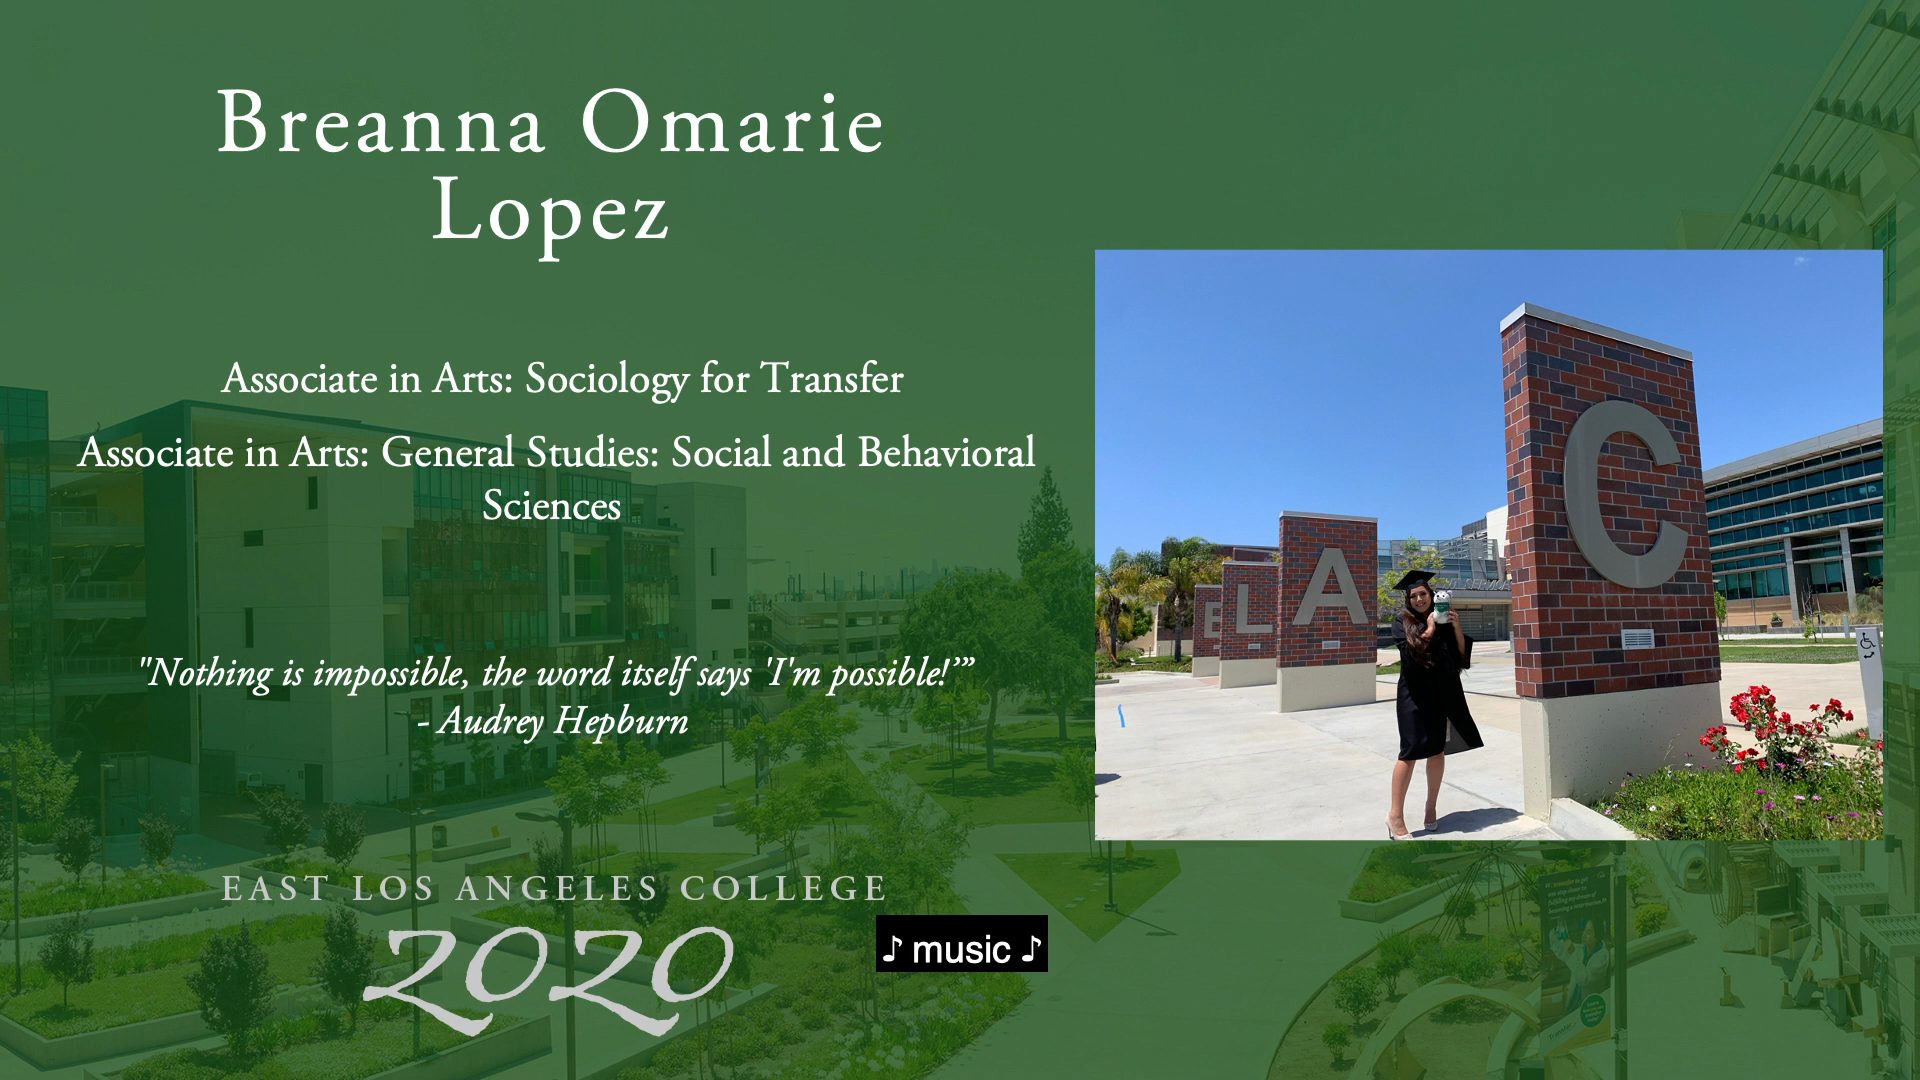 Breanna Omarie
Lopez
Associate in Arts: Sociology for Transfer
Associate in Arts: General Studies: Social and Behavioral
Sciences
"Nothing is impossible, the word itself says 'I'm possible!'”
- Audrey Hepburn
EAST LOS ANGELES COLLEGE
2020
♪ music ♪
E
L
A
C